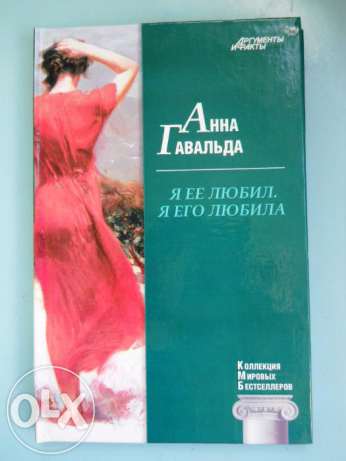 АРГУМЕНТЫ
И ФАКТЫ
АННА
ГАВАЛЬДА
Я ЕЕ ЛЮБИЛ.
Я ЕГО ЛЮБИЛА
КОЛЛЕКЦИЯ
МИРОВЫХ
БЕСТСЕЛЛЕРОВ
OLX